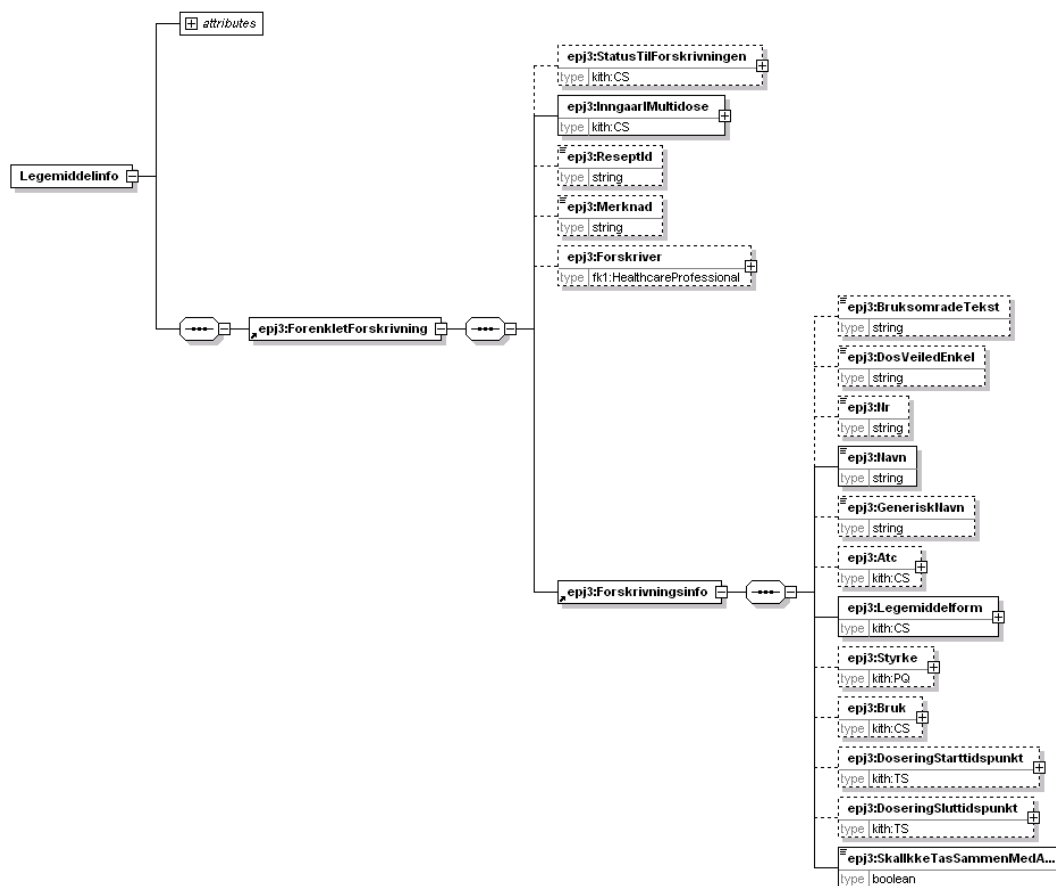 attributes
epj3:StatusTilForskrivningen
type kith:CS
epj3:InngaarIMultidose
type kith:CS
Legemiddelinfo
epj3:ReseptId
type string
epj3:Merknad
type string
epj3:Forskriver
type fk1:HealthcareProfessional
epj3:ForenkletForskrivning
epj3:Forskrivningsinfo
epj3:BruksomradeTekst
type string
epj3:DosVeiledEnkel
type string
epj3:Nr
type string
epj3:Navn
type string
epj3:GeneriskNavn
type string
epj3:Atc
type kith:CS
epj3:Legemiddelform
type kith:CS
epj3:Styrke
type kith:PQ
epj3:Bruk
type kith:CS
epj3:DoseringStarttidspunkt
type kith:TS
epj3:DoseringSluttidspunkt
type kith:TS
epj3:SkalIkkeTasSammenMedA...
type boolean